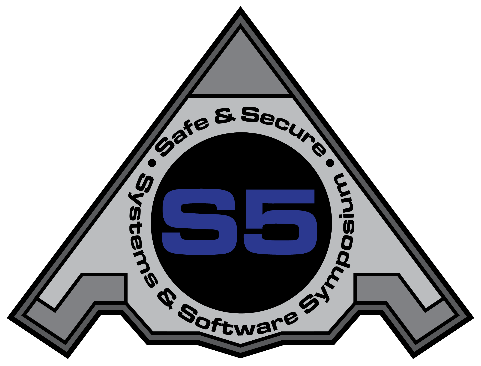 Safe & Secure
• Systems & Software Symposium •
S5